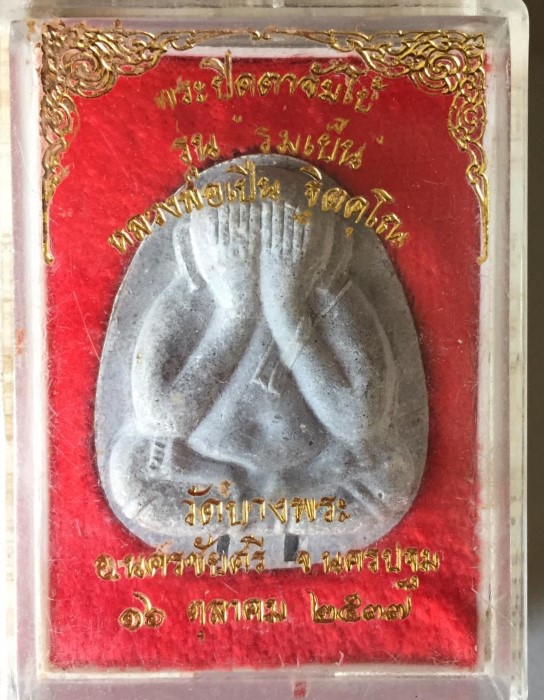 พระปิดตาจัมโบ้
รุ่น "ร่มเย็น"
หลวงพ่อเปิ่น ฐิตคุโณ
วัดบางพระ
อ.นครชัยศรี จ.นครปฐม
๑๖ ตุลาคม ๒๕๓๗